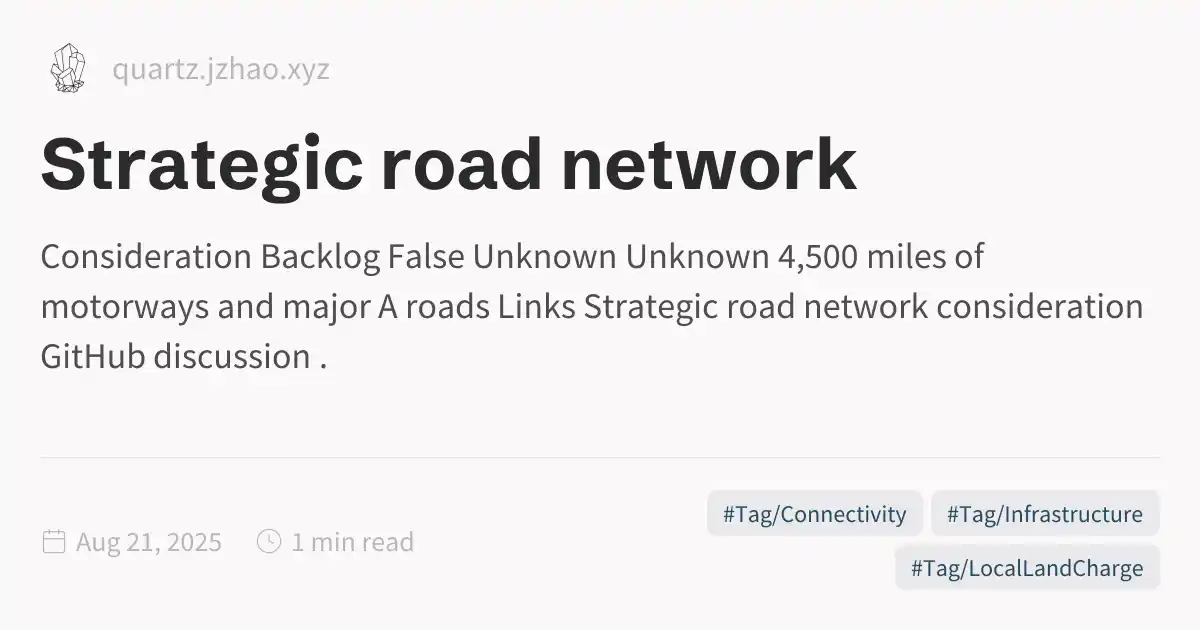 quartz.jzhao.xyz
Strategic road network
Consideration Backlog False Unknown Unknown 4,500 miles of
motorways and major A roads Links Strategic road network consideration
GitHub discussion .
#Tag/Connectivity #Tag/Infrastructure
Aug 21, 2025 1 min read
#Tag/LocalLandCharge